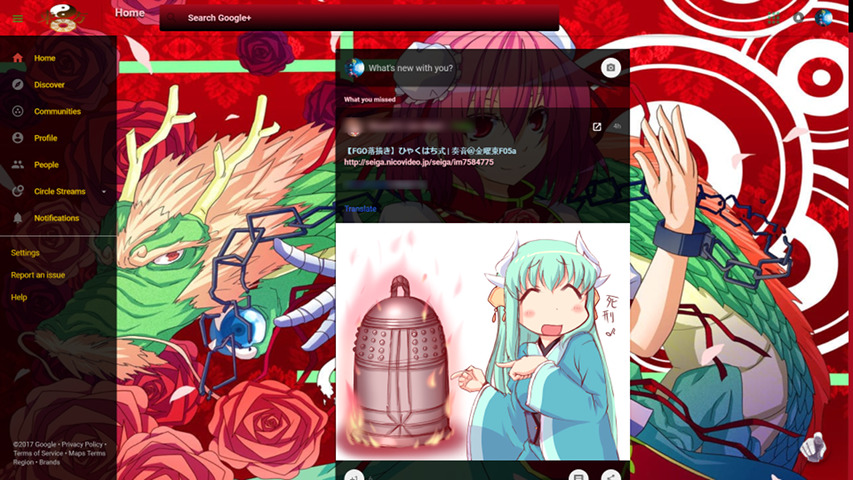 Home
Search Google+
Home
Discover
Communities
Profile
People
Circle Streams
Notifications
Settings
Report an issue
Help
©2017 Google • Privacy Policy •
Terms of Service • Maps Terms
Region • Brands
What's new with you?
What you missed
4h
【FGO落描き】ひゃくはち式 | 奏音@金曜東F05a
http://seiga.nicovideo.jp/seiga/im7584775
Translate
死
刑
♪